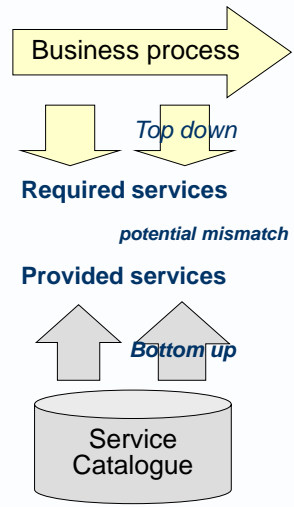 Business process
Top down
Required services
potential mismatch
Provided services
Bottom up
Service
Catalogue